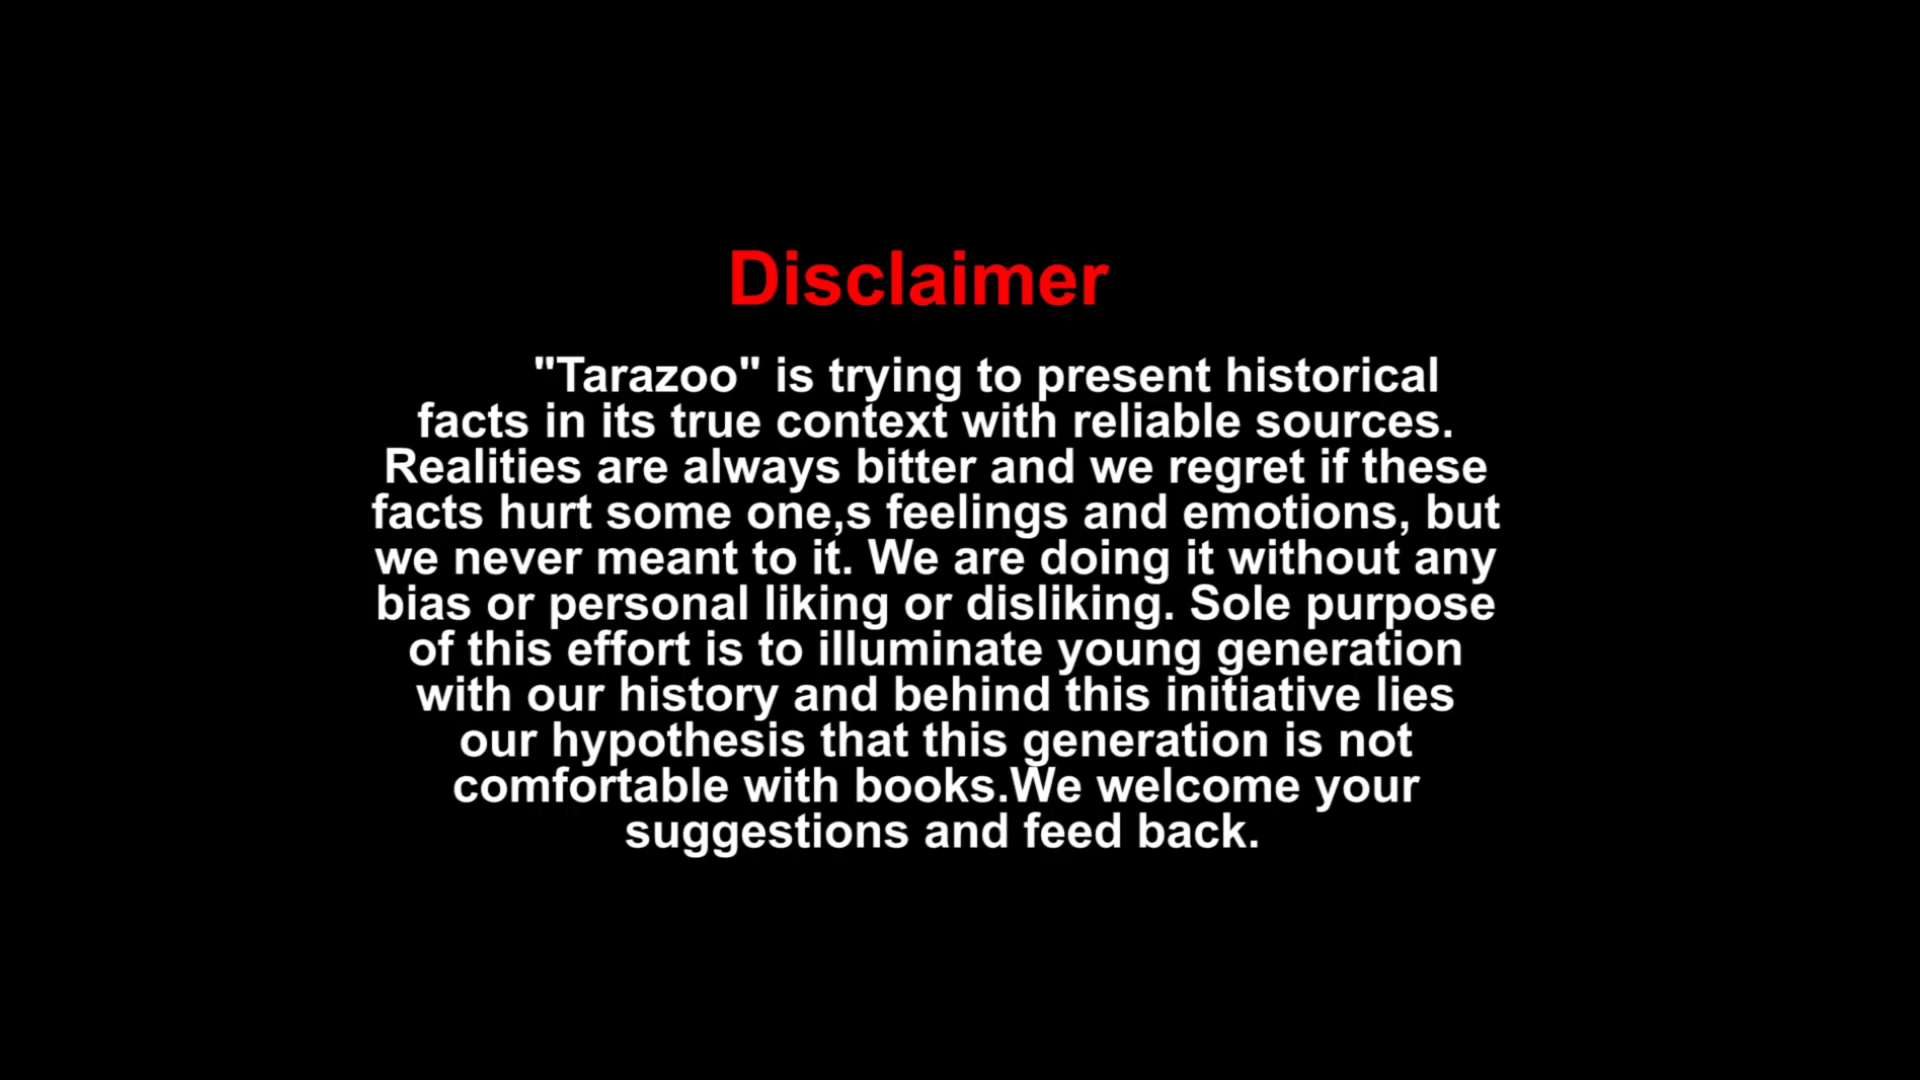 Disclaimer
"Tarazoo" is trying to present historical
facts in its true context with reliable sources.
Realities are always bitter and we regret if these
facts hurt some one,s feelings and emotions, but
we never meant to it. We are doing it without any
bias or personal liking or disliking. Sole purpose
of this effort is to illuminate young generation
with our history and behind this initiative lies
our hypothesis that this generation is not
comfortable with books.We welcome your
suggestions and feed back.